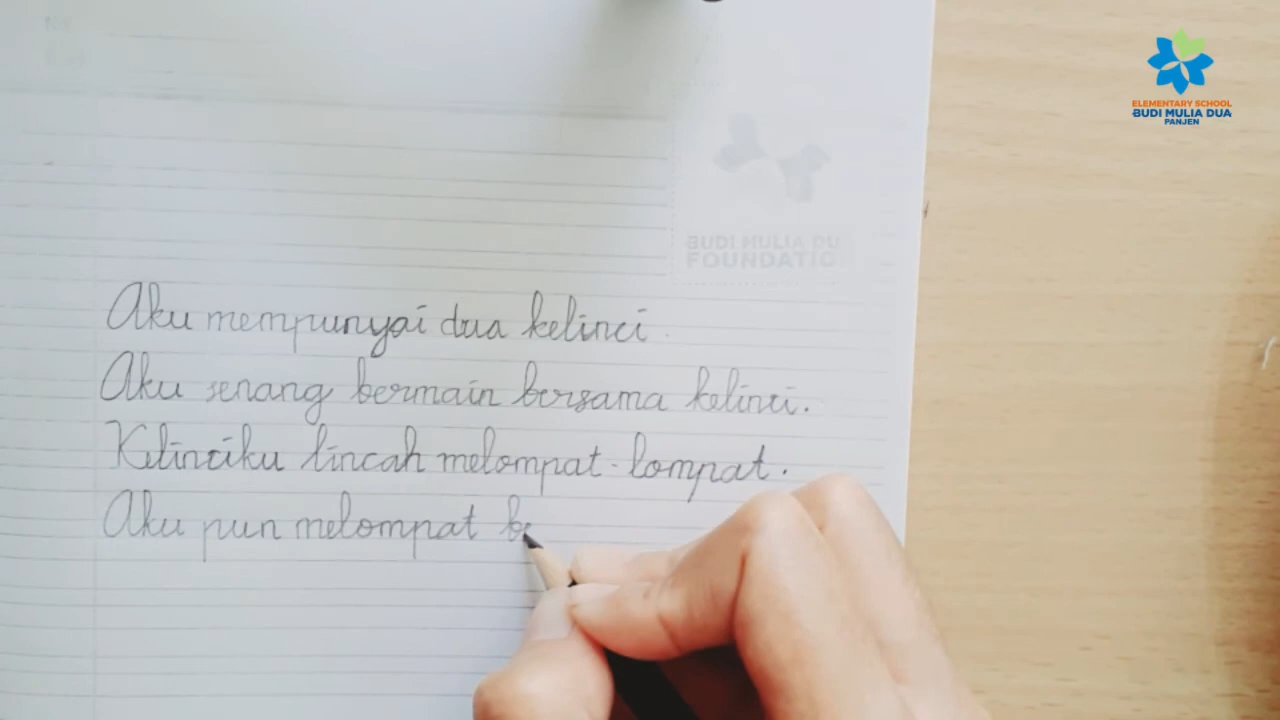 ELEMENTARY SCHOOL
BUDI MULIA DUA
PANJEN
BUDI MULIA DU
FOUNDATIO
Aku mempunyai dua kelinci.
Aku senang bermain bersama kelinci.
Kelinciku lincah melompat-lompat.
Aku pun melompat be